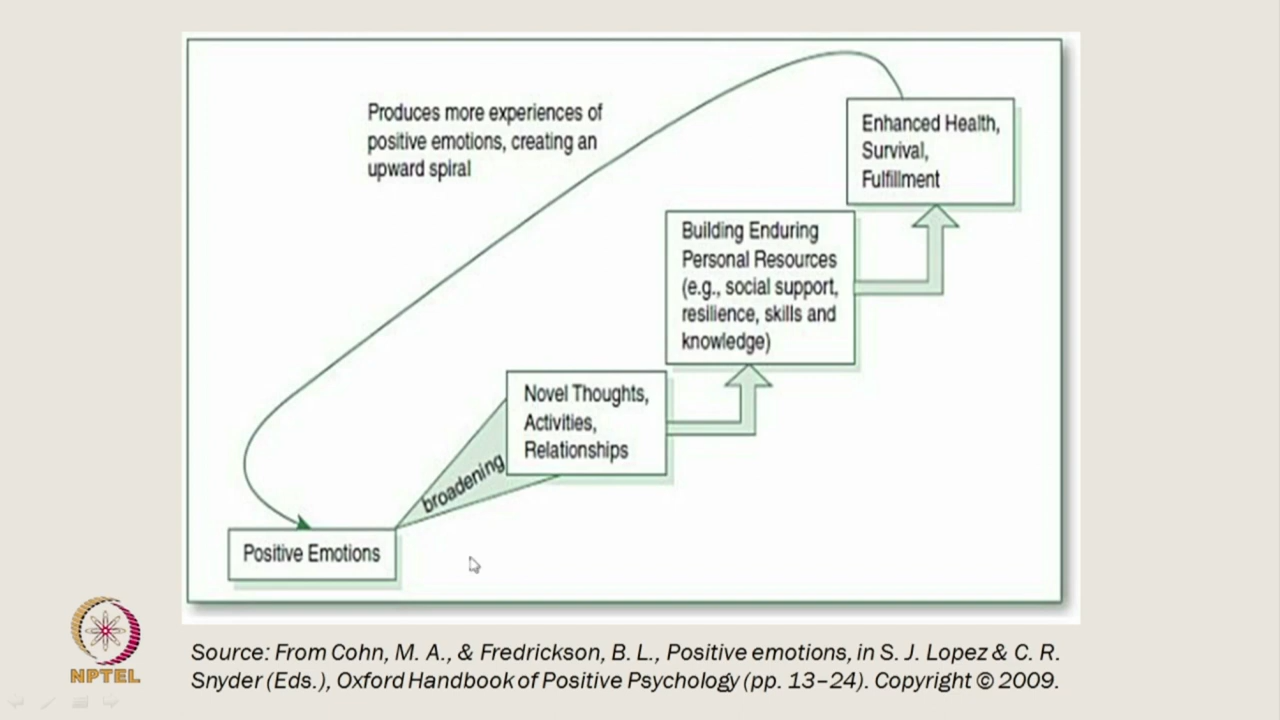 Produces more experiences of
positive emotions, creating an
upward spiral
Enhanced Health,
Survival,
Fulfillment
Building Enduring
Personal Resources
(e.g., social support,
resilience, skills and
knowledge)
Novel Thoughts,
Activities,
Relationships
broadening
Positive Emotions
NPTEL
Source: From Cohn, M. A., & Fredrickson, B. L., Positive emotions, in S. J. Lopez & C. R.
Snyder (Eds.), Oxford Handbook of Positive Psychology (pp. 13–24). Copyright © 2009.